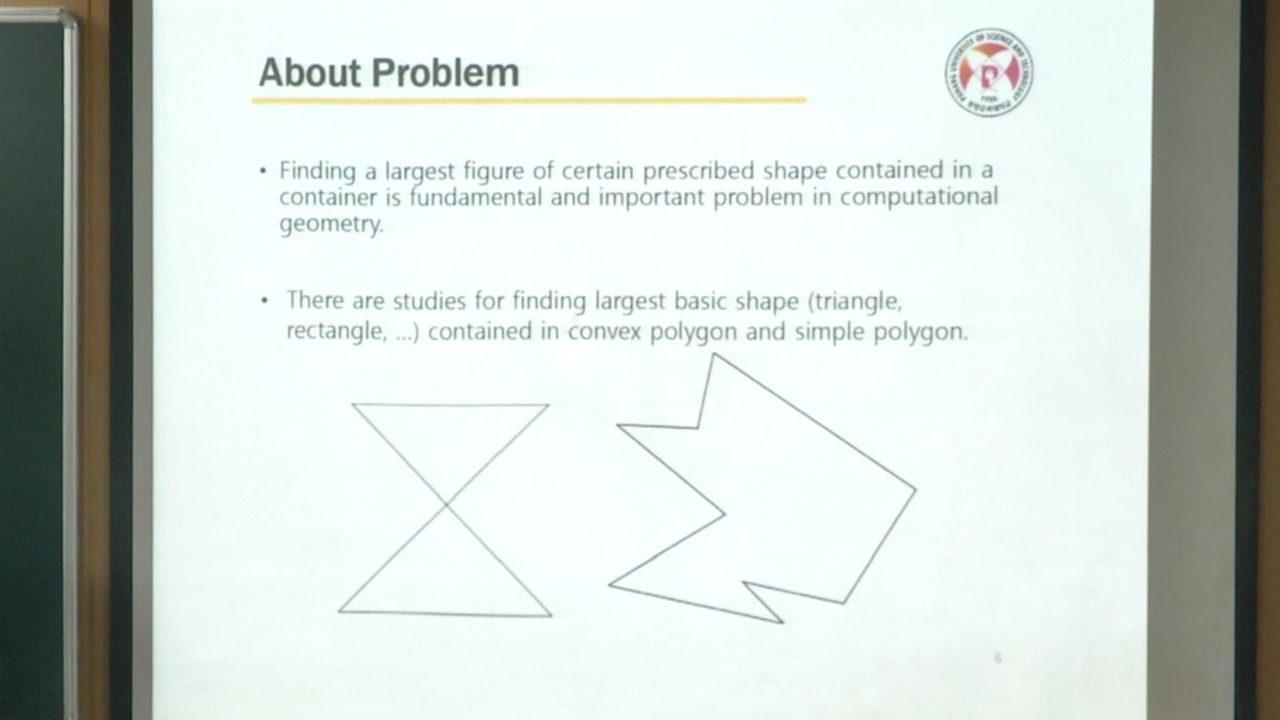 About Problem
• Finding a largest figure of certain prescribed shape contained in a
container is fundamental and important problem in computational
geometry.
• There are studies for finding largest basic shape (triangle,
rectangle, ...) contained in convex polygon and simple polygon.
6